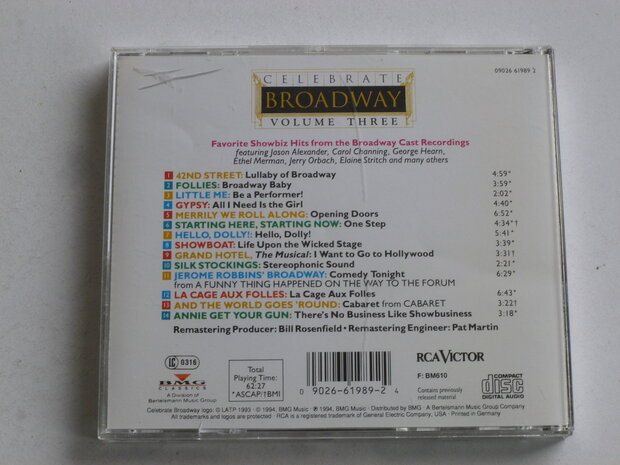 CELEBRATE
BROADWAY
VOLUME THREE
09026 61989 2
Favorite Showbiz Hits from the Broadway Cast Recordings
featuring Jason Alexander, Carol Channing, George Hearn,
Ethel Merman, Jerry Orbach, Elaine Stritch and many others
1 42ND STREET: Lullaby of Broadway 4:59*
2 FOLLIES: Broadway Baby 3:59*
3 LITTLE ME: Be a Performer! 2:02*
4 GYPSY: All I Need Is the Girl 4:40*
5 MERRILY WE ROLL ALONG: Opening Doors 6:52*
6 STARTING HERE, STARTING NOW: One Step 4:34*†
7 HELLO, DOLLY!: Hello, Dolly! 5:41*
8 SHOWBOAT: Life Upon the Wicked Stage 3:39*
9 GRAND HOTEL, The Musical: I Want to Go to Hollywood 3:31†
10 SILK STOCKINGS: Stereophonic Sound 2:21*
11 JEROME ROBBINS' BROADWAY: Comedy Tonight 6:29*
from A FUNNY THING HAPPENED ON THE WAY TO THE FORUM
12 LA CAGE AUX FOLLES: La Cage Aux Folles 6:43*
13 AND THE WORLD GOES 'ROUND: Cabaret from CABARET 3:22†
14 ANNIE GET YOUR GUN: There's No Business Like Showbusiness 3:18*
Remastering Producer: Bill Rosenfield • Remastering Engineer: Pat Martin
LC 0316
BMG
CLASSICS
A Division of
Bertelsmann Music Group
Total
Playing Time:
62:27
*ASCAP/†BMI
0 9026-61989-2 4
RCA VICTOR
F: BM610
Contains previously
released material
COMPACT
disc
DIGITAL AUDIO
Celebrate Broadway logo: © LATP 1993 · © 1994, BMG Music · ℗ 1994, BMG Music · Distributed by BMG · A Bertelsmann Music Group Company
All trademarks and logos are protected · RCA is a registered trademark of General Electric Company, USA · Printed in Germany